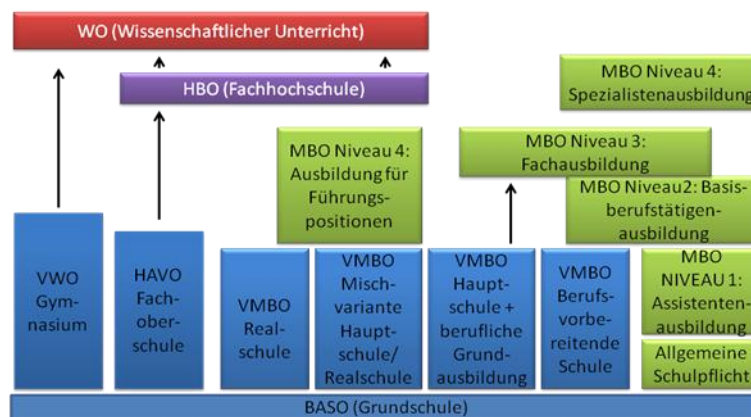 WO (Wissenschaftlicher Unterricht)
HBO (Fachhochschule)
MBO Niveau 4:
Spezialistenausbildung
MBO Niveau 4:
Ausbildung für
Führungs-
positionen
MBO Niveau 3:
Fachausbildung
MBO Niveau2: Basis-
berufstätigen-
ausbildung
VWO
Gym-
nasium
HAVO
Fach-
ober-
schule
VMBO
Real-
schule
VMBO
Misch-
variante
Haupt-
schule/
Realschule
VMBO
Haupt-
schule +
berufliche
Grund-
ausbildung
VMBO
Berufs-
vorbe-
reitende
Schule
MBO
NIVEAU 1:
Assistenten-
ausbildung
Allgemeine
Schulpflicht
BASO (Grundschule)